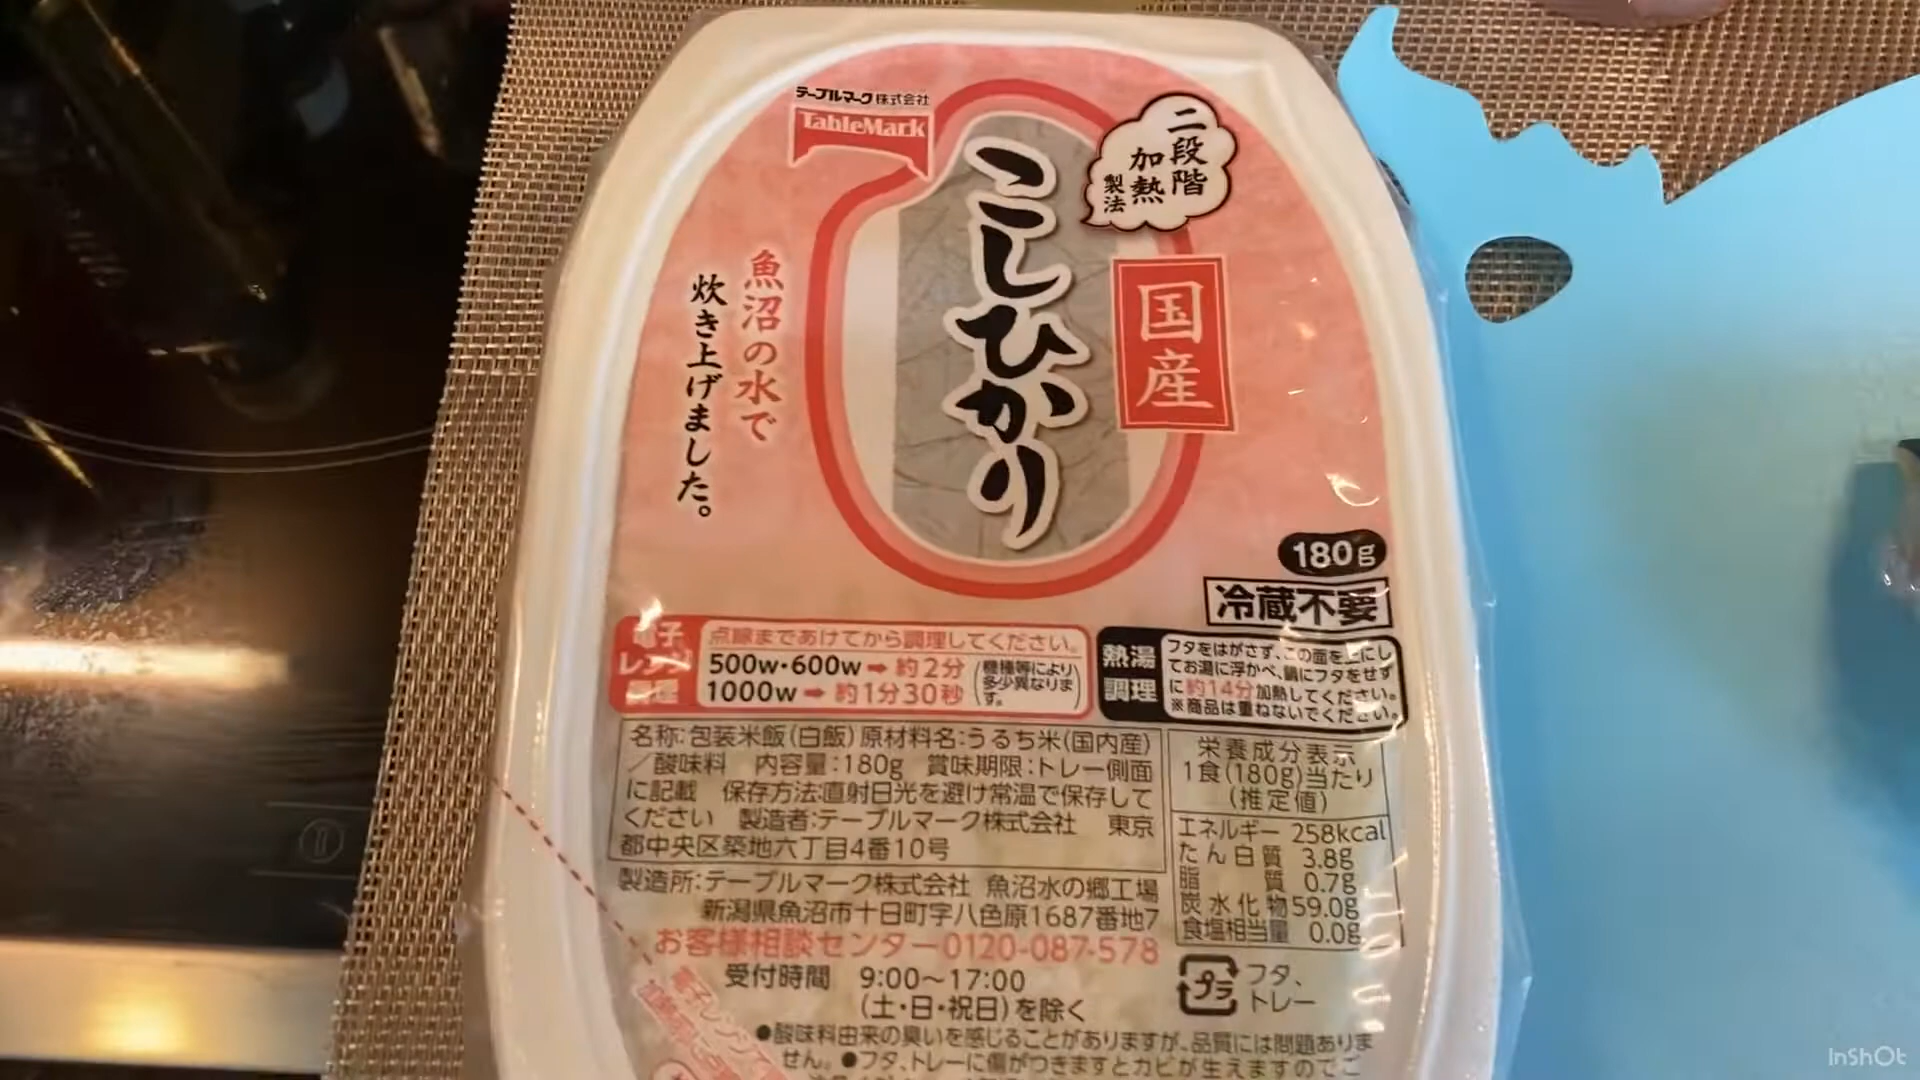 テーブルマーク株式会社
TableMark
こしひかり
二段階
加熱
製法
国産
魚沼の水で
炊き上げました。
180g
冷蔵不要
電子
レンジ
調理
点線まであけてから調理してください。
500w・600w➡約2分
1000w➡約1分30秒
(機種等により
多少異なりま
す。)
熱湯
調理
フタをはがさず、この面を上にし
てお湯に浮かべ、鍋にフタをせず
に約14分加熱してください。
※商品は重ねないでください。
名称:包装米飯(白飯)原材料名:うるち米(国内産)
/酸味料 内容量:180g 賞味期限:トレー側面
に記載 保存方法:直射日光を避け常温で保存して
ください 製造者:テーブルマーク株式会社 東京
都中央区築地六丁目4番10号
製造所:テーブルマーク株式会社 魚沼水の郷工場
新潟県魚沼市十日町字八色原1687番地7
お客様相談センター0120-087-578
受付時間 9:00〜17:00
(土・日・祝日)を除く
栄養成分表示
1食(180g)当たり
(推定値)
エネルギー 258kcal
たん白質 3.8g
脂質 0.7g
炭水化物59.0g
食塩相当量 0.0g
プラ
フタ、
トレー
●酸味料由来の臭いを感じることがありますが、品質には問題ありま
せん。●フタ、トレーに傷がつきますとカビが生えますのでご
電子レンジ
InShOt